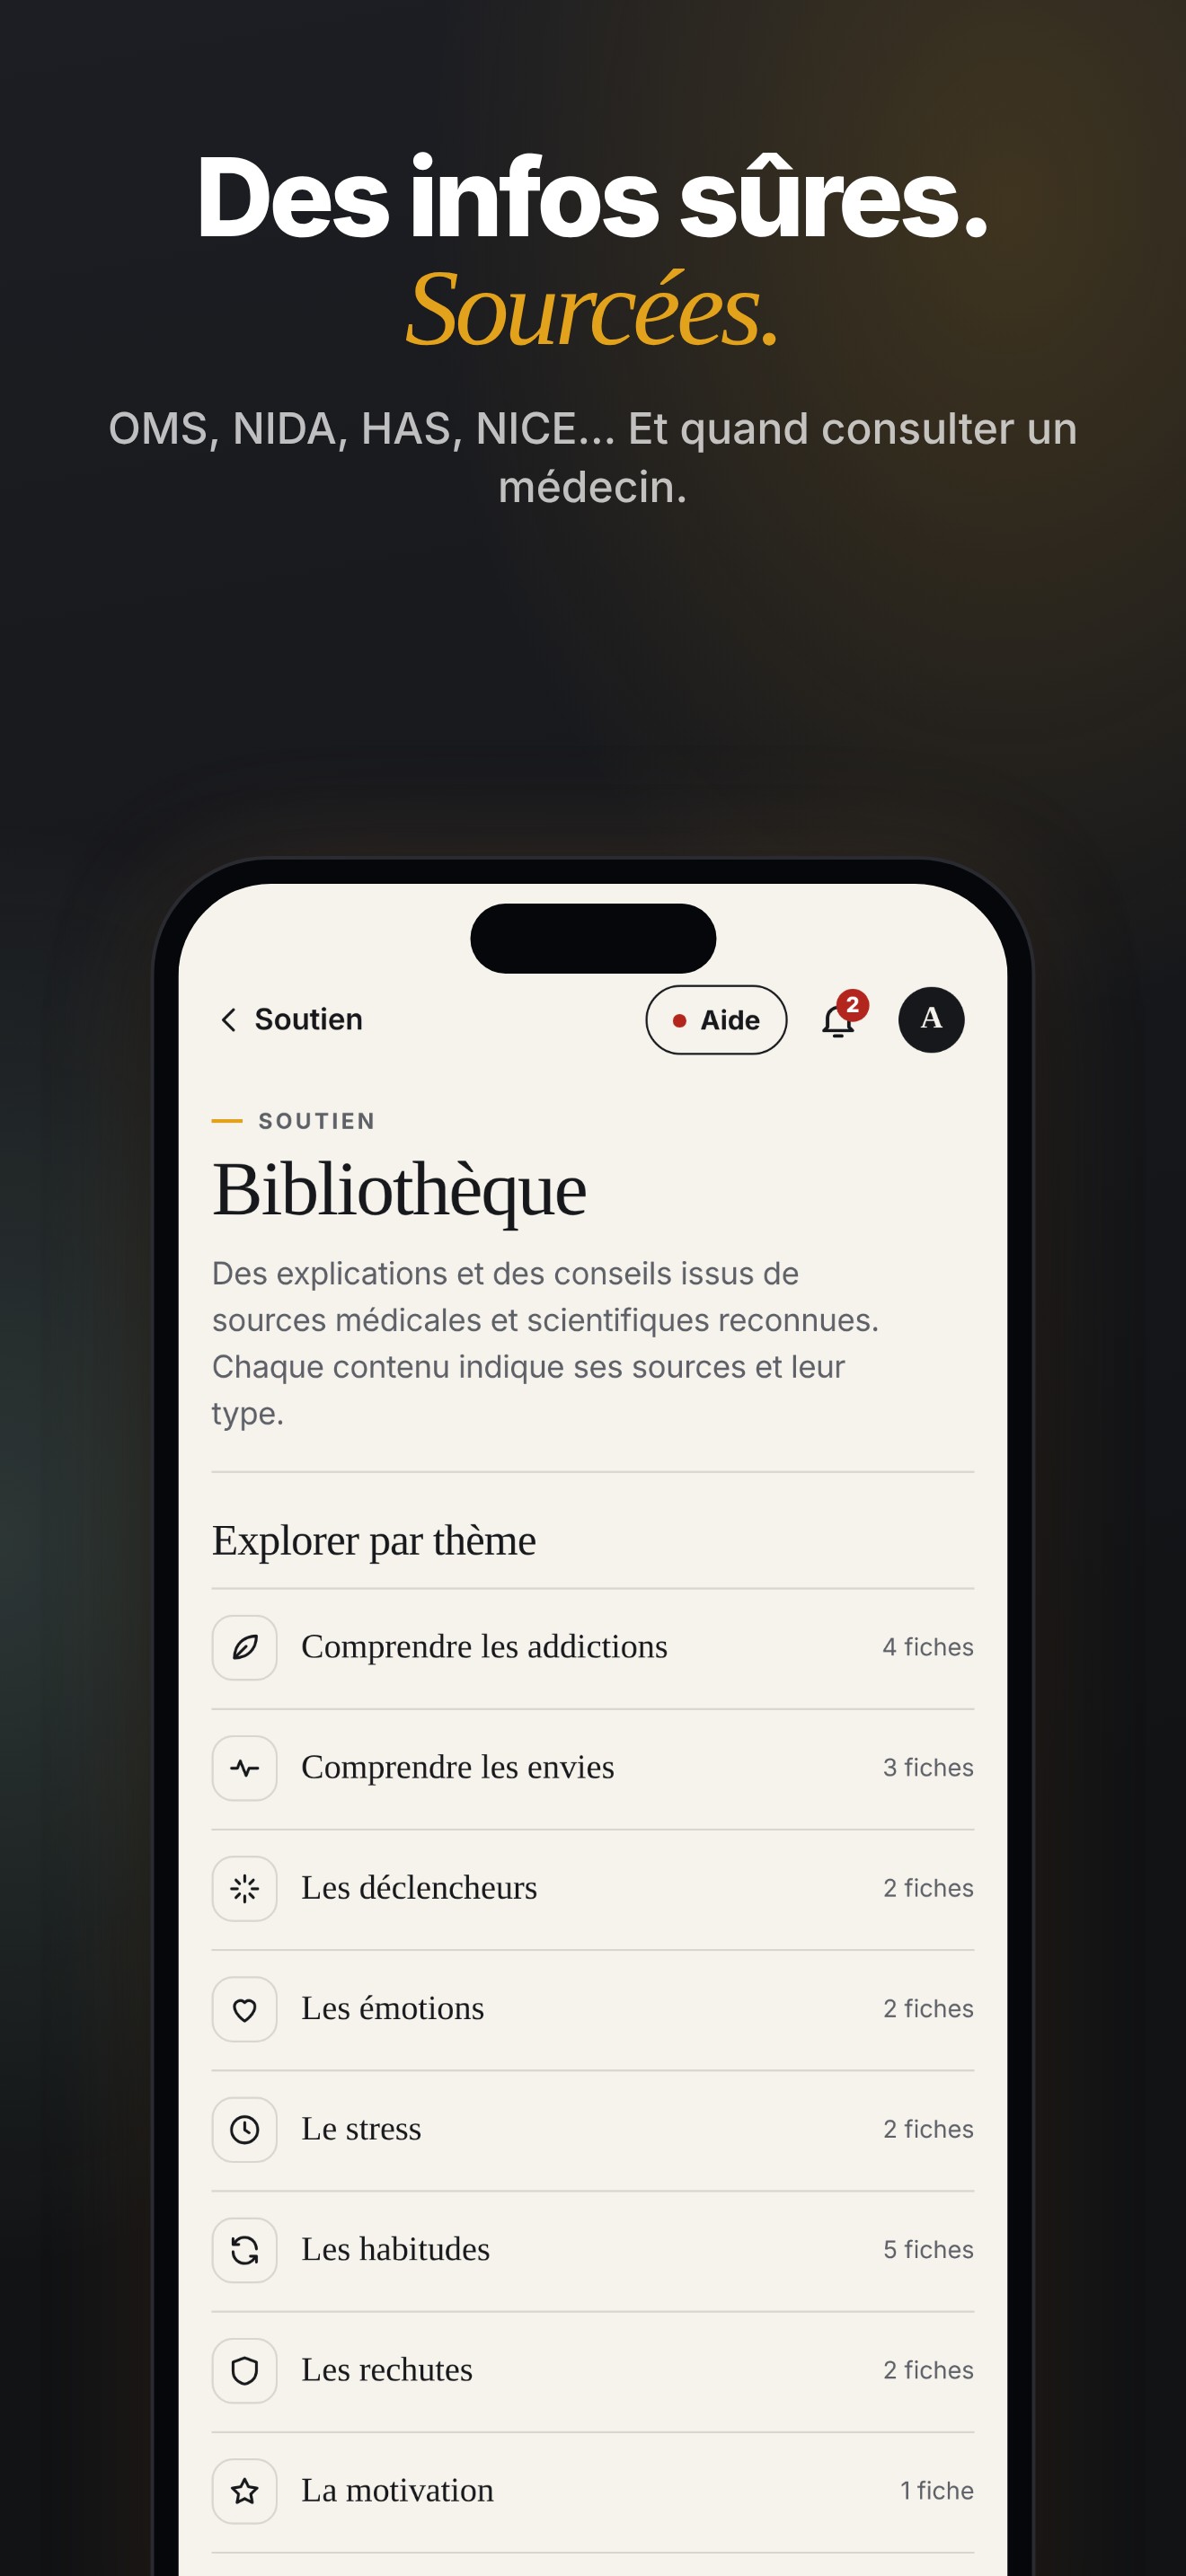 Des infos sûres.
Sourcées.
OMS, NIDA, HAS, NICE... Et quand consulter un
médecin.
Soutien
Aide
2
A
SOUTIEN
Bibliothèque
Des explications et des conseils issus de
sources médicales et scientifiques reconnues.
Chaque contenu indique ses sources et leur
type.
Explorer par thème
Comprendre les addictions 4 fiches
Comprendre les envies 3 fiches
Les déclencheurs 2 fiches
Les émotions 2 fiches
Le stress 2 fiches
Les habitudes 5 fiches
Les rechutes 2 fiches
La motivation 1 fiche